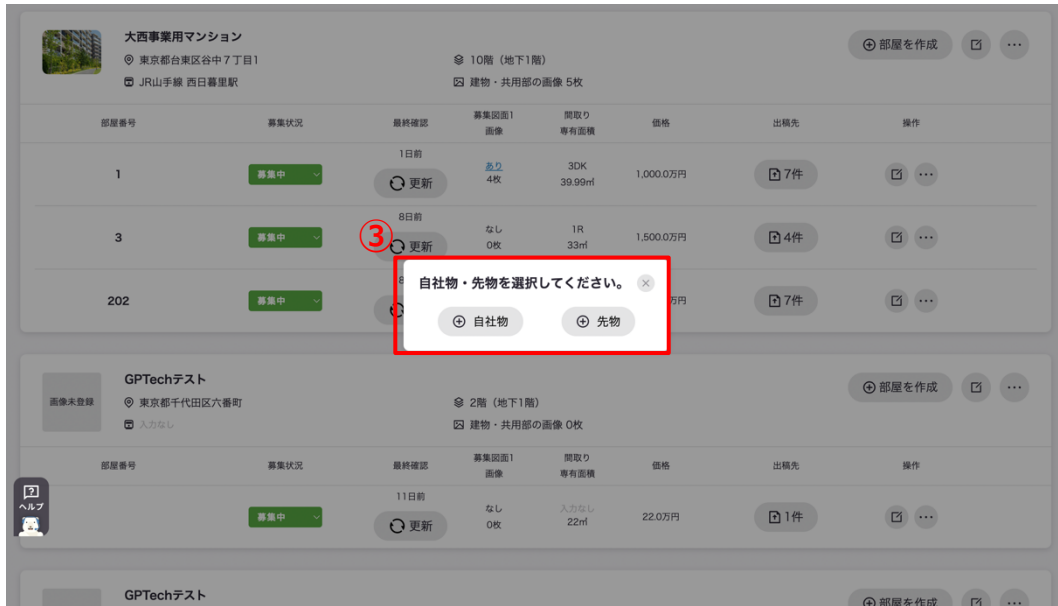 大西事業用マンション
東京都台東区谷中７丁目1
10階（地下1階）
部屋を作成
JR山手線 西日暮里駅
建物・共用部の画像 5枚
部屋番号 募集状況 最終確認 募集図面1 画像 間取り 専有面積 価格 出稿先 操作
1日前
1 募集中 更新 あり 4枚 3DK 39.99㎡ 1,000.0万円 7件
8日前
③
3 募集中 更新 なし 0枚 1R 33㎡ 1,500.0万円 4件
202 募集中 万円 7件
自社物・先物を選択してください。
自社物 先物
GPTechテスト
画像未登録
東京都千代田区六番町
2階（地下1階）
部屋を作成
入力なし
建物・共用部の画像 0枚
部屋番号 募集状況 最終確認 募集図面1 画像 間取り 専有面積 価格 出稿先 操作
11日前
募集中 更新 なし 0枚 入力なし 22㎡ 22.0万円 1件
?
ヘルプ
GPTechテスト
部屋を作成